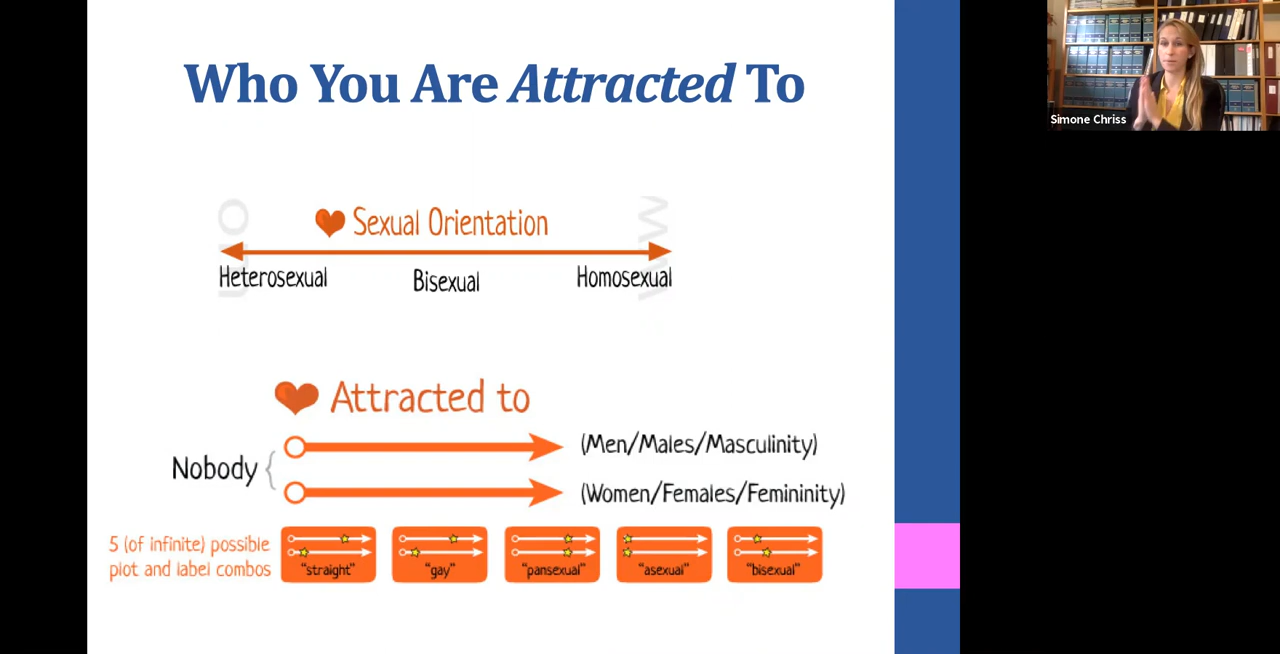 Who You Are Attracted To
Simone Chriss
Sexual Orientation
Heterosexual
Bisexual
Homosexual
Attracted to
Nobody
(Men/Males/Masculinity)
(Women/Females/Femininity)
5 (of infinite) possible
plot and label combos
"straight"
"gay"
"pansexual"
"asexual"
"bisexual"